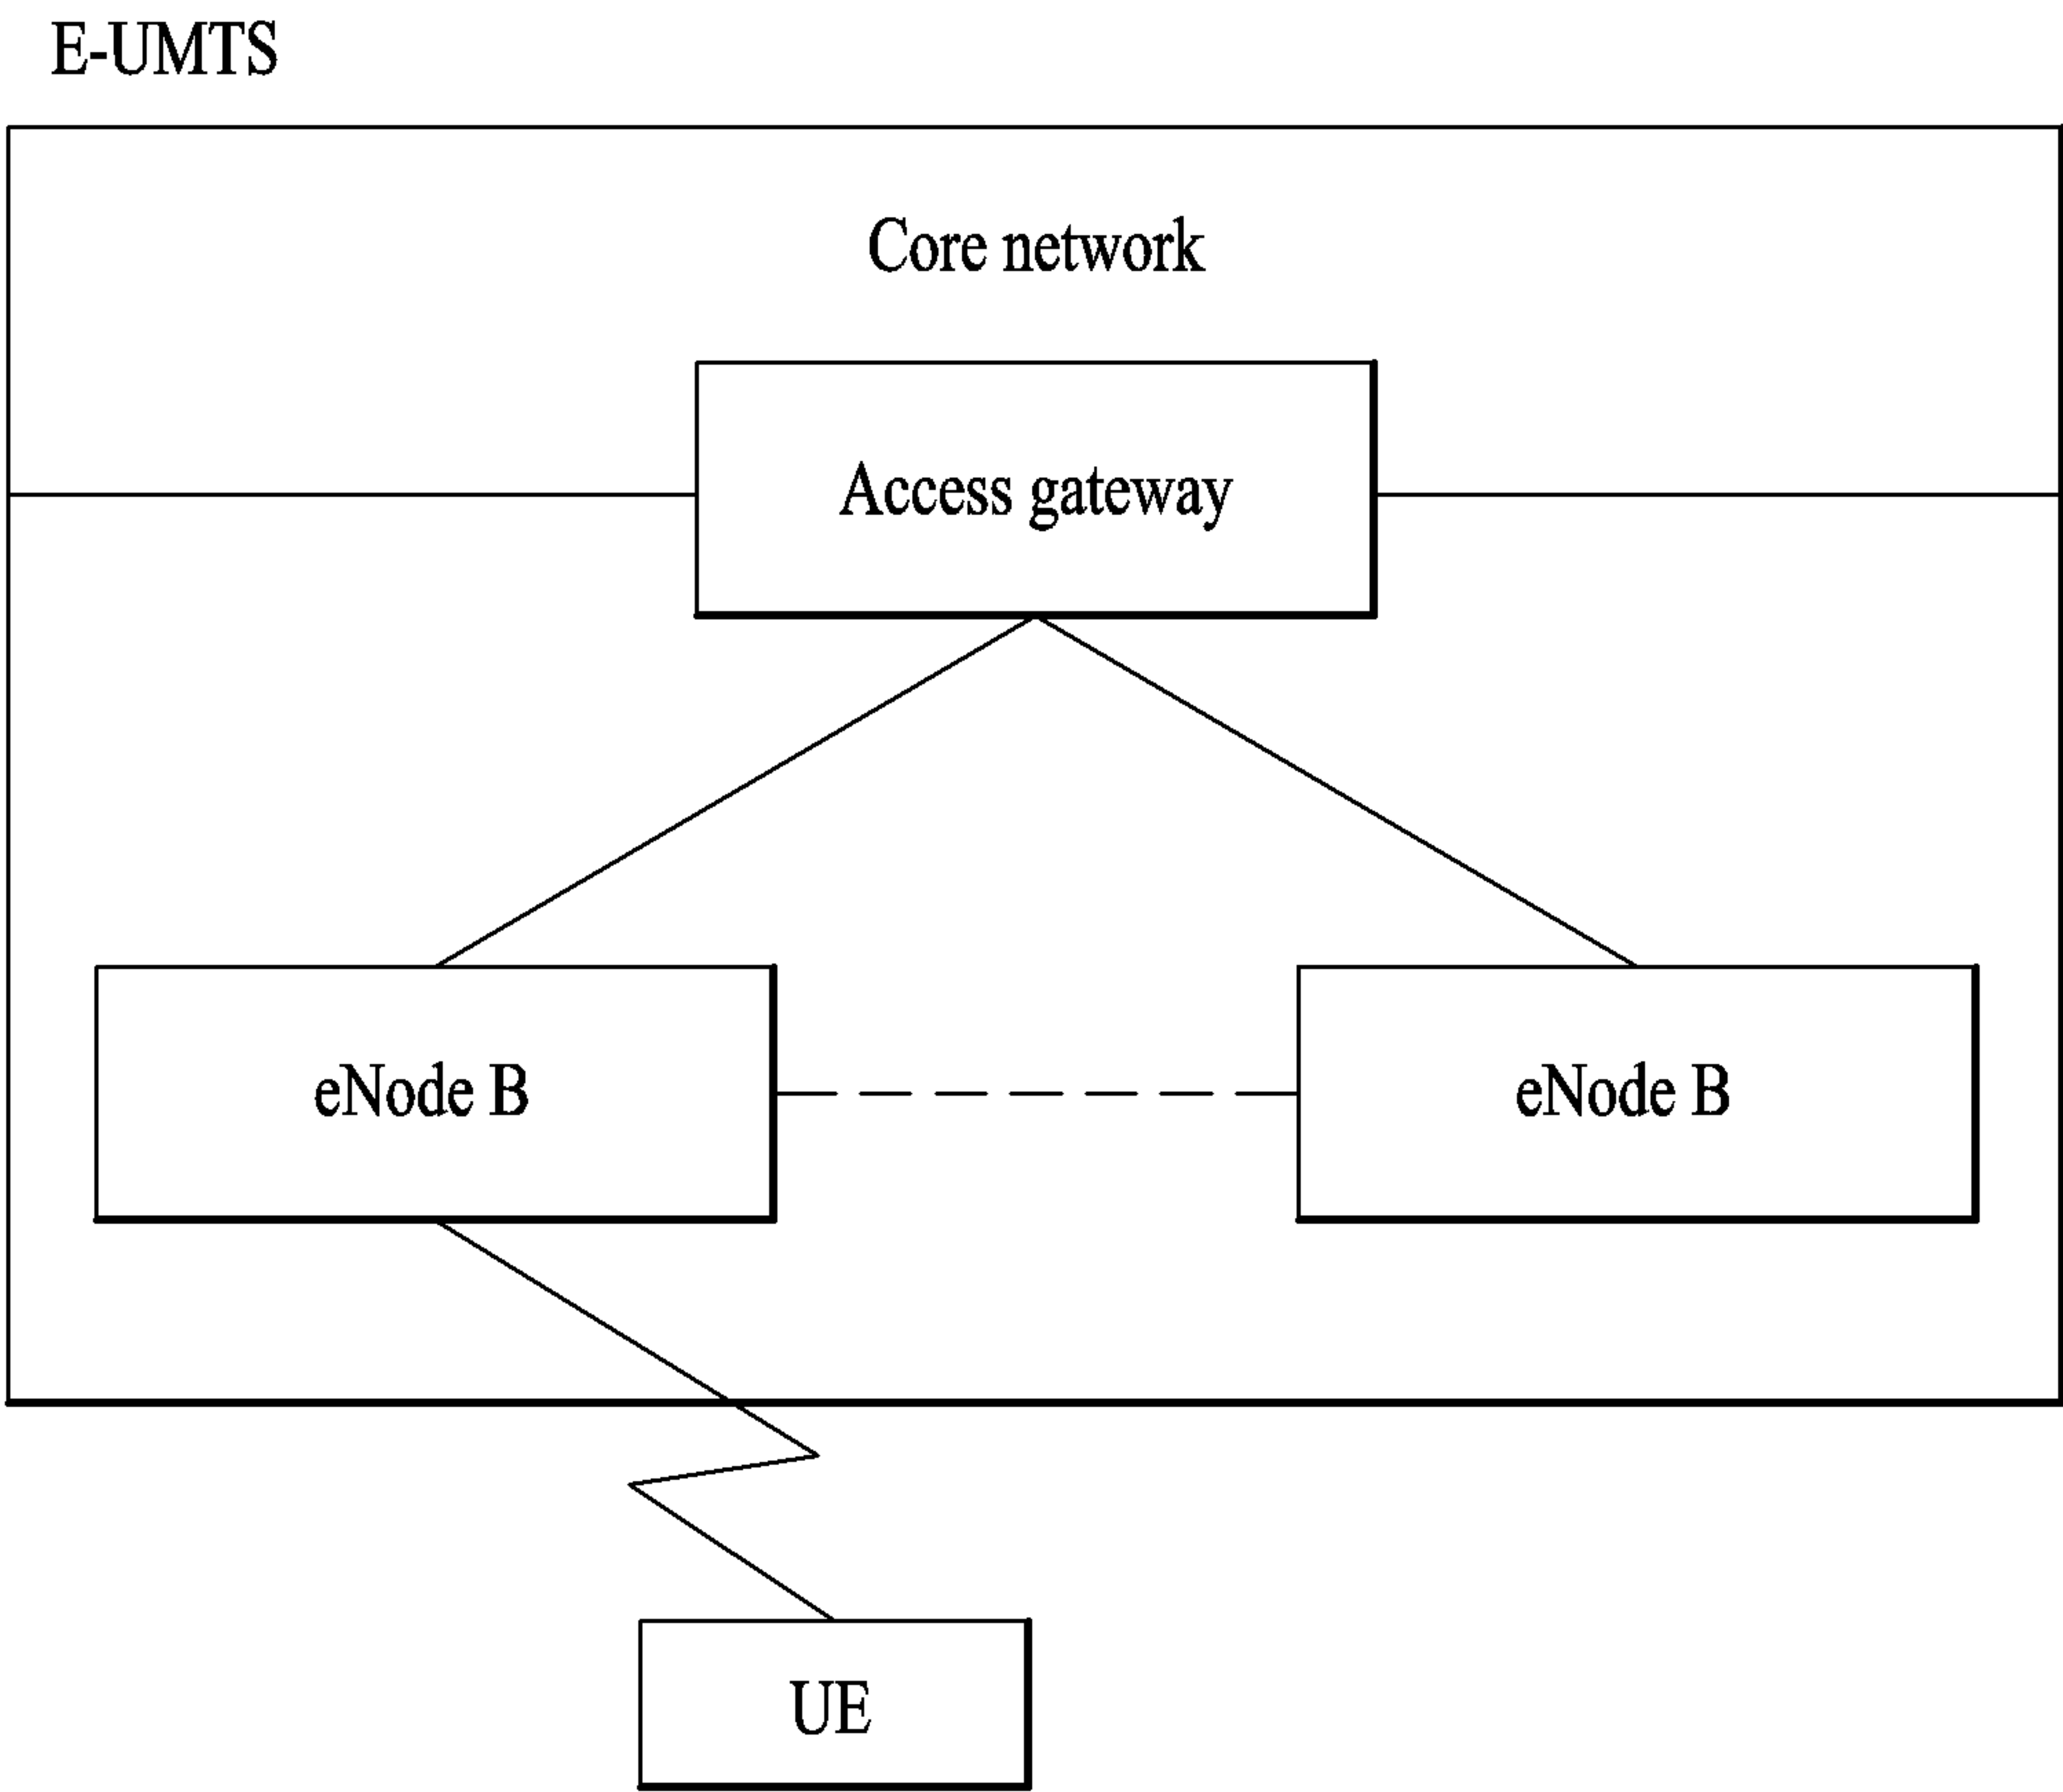 E-UMTS
Core network
Access gateway
eNode B
eNode B
UE